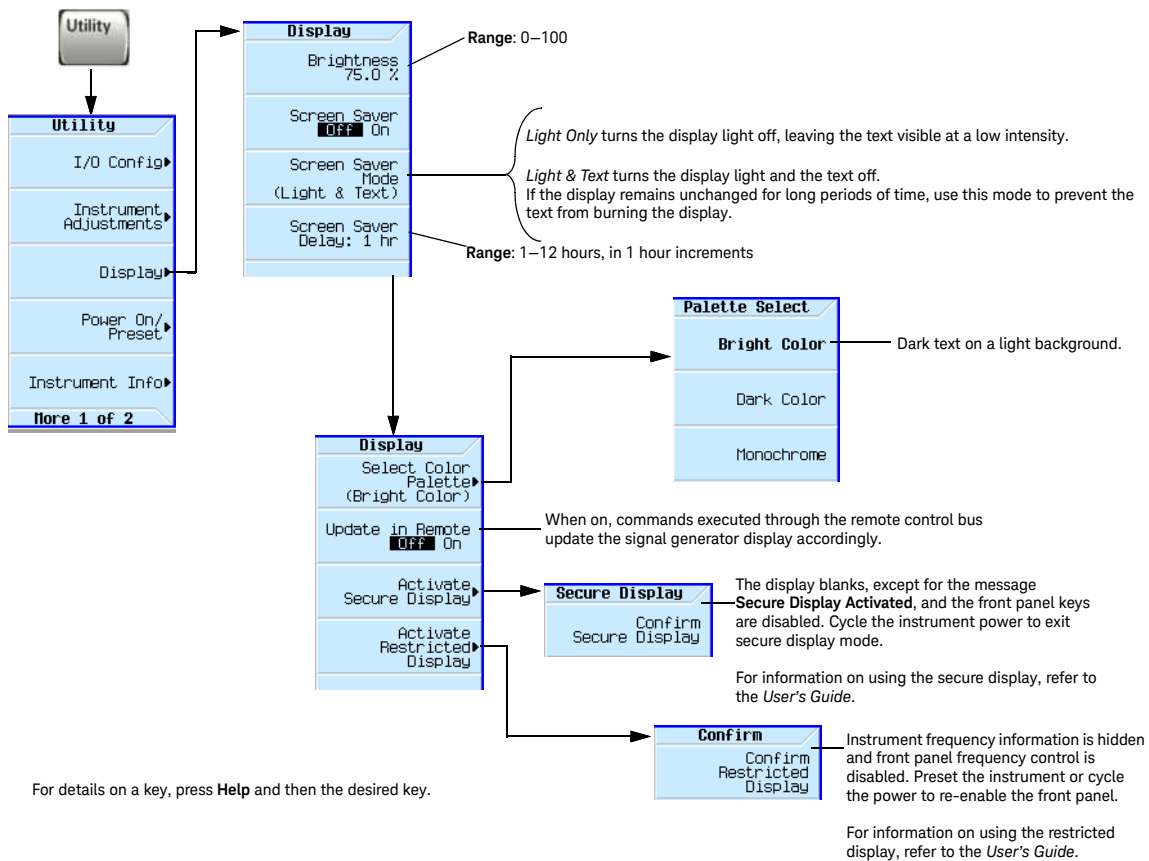 Utility
Utility
I/O Config
Instrument
Adjustments
Display
Power On/
Preset
Instrument Info
More 1 of 2
Display
Brightness
75.0 %
Screen Saver
Off On
Screen Saver
Mode
(Light & Text)
Screen Saver
Delay: 1 hr
Range: 0–100
Light Only turns the display light off, leaving the text visible at a low intensity.
Light & Text turns the display light and the text off.
If the display remains unchanged for long periods of time, use this mode to prevent the
text from burning the display.
Range: 1–12 hours, in 1 hour increments
Palette Select
Bright Color
Dark Color
Monochrome
Dark text on a light background.
Display
Select Color
Palette
(Bright Color)
Update in Remote
Off On
Activate
Secure Display
Activate
Restricted
Display
When on, commands executed through the remote control bus
update the signal generator display accordingly.
Secure Display
Confirm
Secure Display
The display blanks, except for the message
Secure Display Activated, and the front panel keys
are disabled. Cycle the instrument power to exit
secure display mode.
For information on using the secure display, refer to
the User's Guide.
Confirm
Confirm
Restricted
Display
Instrument frequency information is hidden
and front panel frequency control is
disabled. Preset the instrument or cycle
the power to re-enable the front panel.
For information on using the restricted
display, refer to the User's Guide.
For details on a key, press Help and then the desired key.